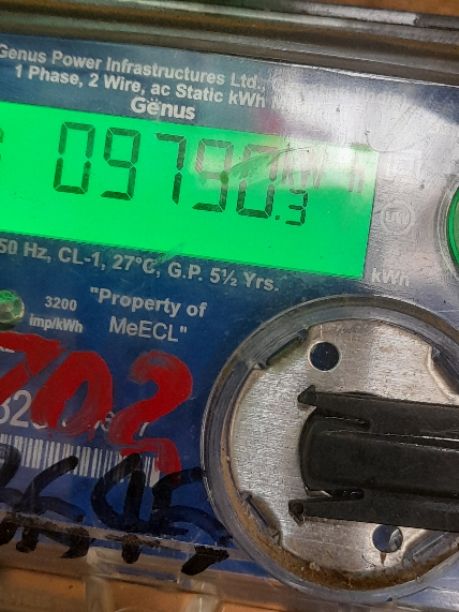 Genus Power Infrastructures Ltd.,
1 Phase, 2 Wire, ac Static kWh
Genus
09790.3
kWh
50 Hz, CL-1, 27°C, G.P. 5½ Yrs.
kWh
3200
imp/kWh
"Property of
MeECL"